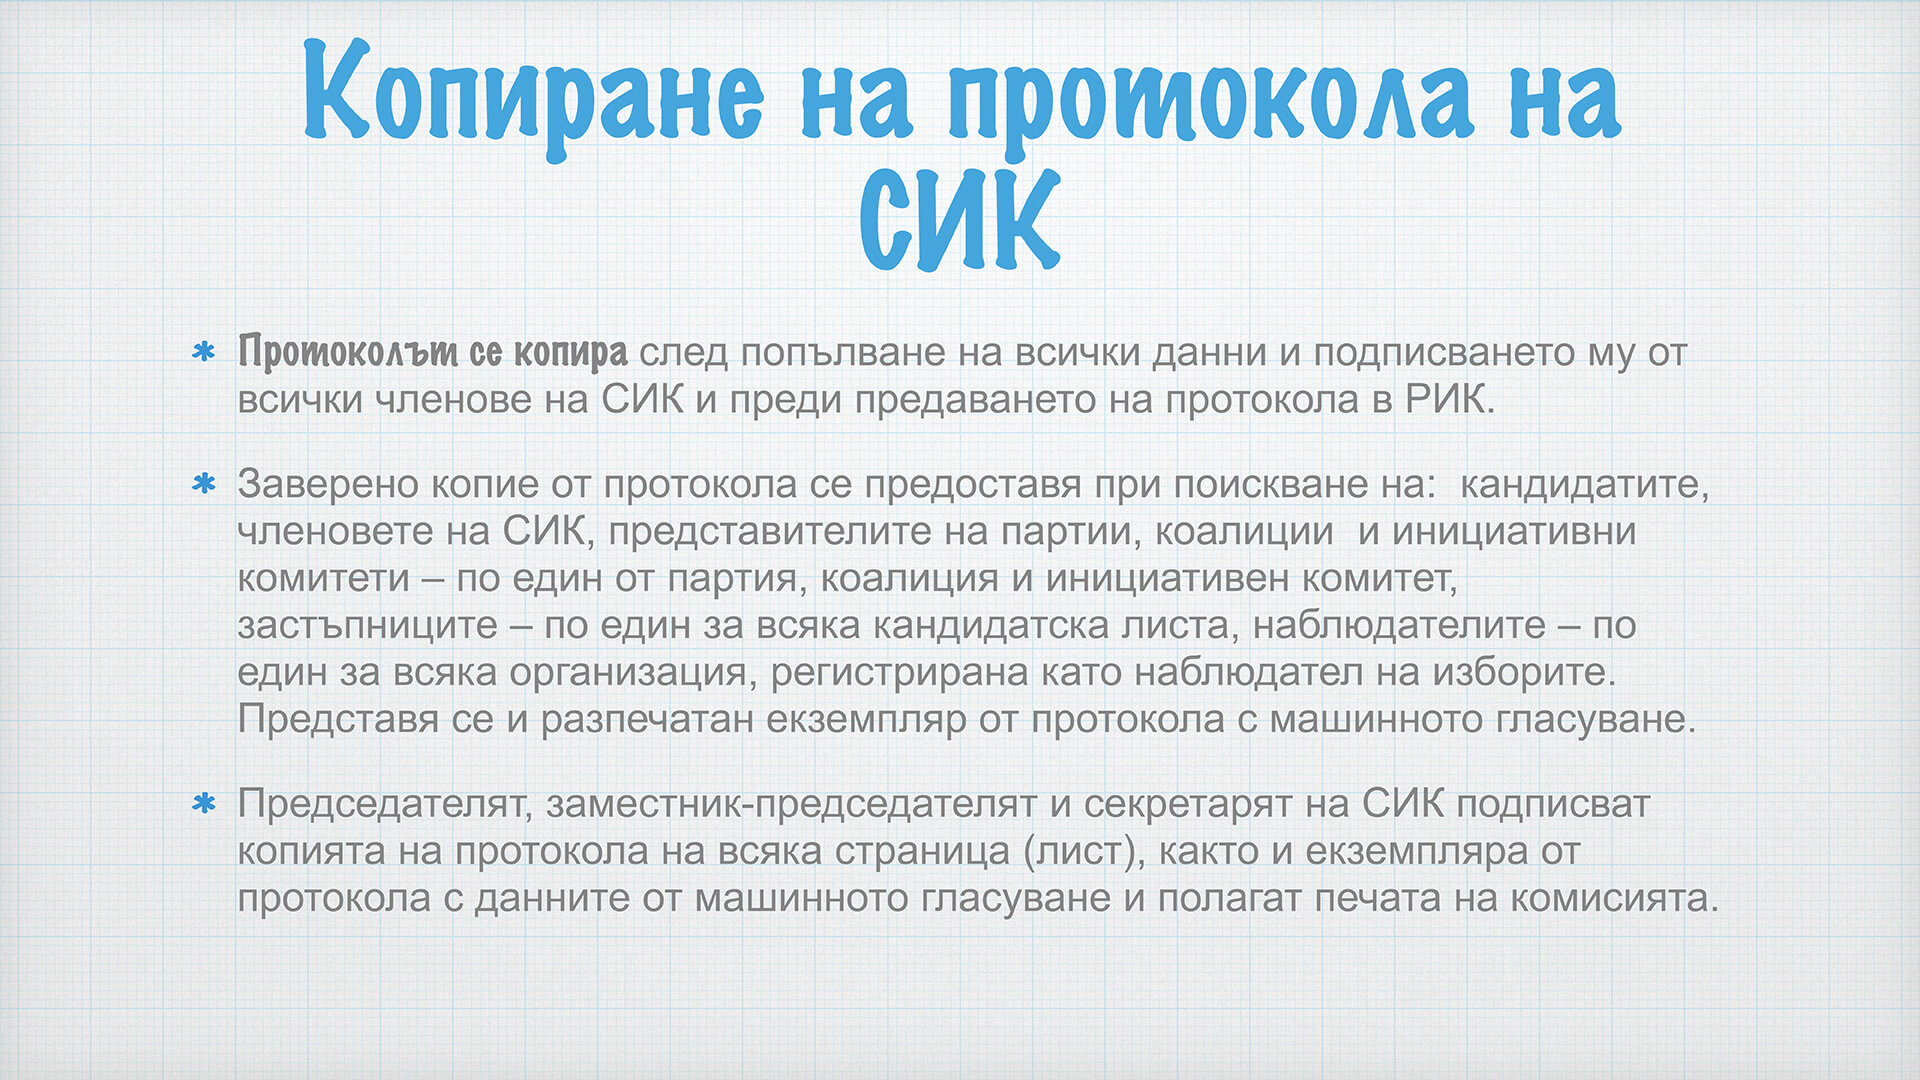 Копиране на протокола на
СИК
* Протоколът се копира след попълване на всички данни и подписването му от
всички членове на СИК и преди предаването на протокола в РИК.
* Заверено копие от протокола се предоставя при поискване на:  кандидатите,
членовете на СИК, представителите на партии, коалиции  и инициативни
комитети – по един от партия, коалиция и инициативен комитет,
застъпниците – по един за всяка кандидатска листа, наблюдателите – по
един за всяка организация, регистрирана като наблюдател на изборите.
Представя се и разпечатан екземпляр от протокола с машинното гласуване.
* Председателят, заместник-председателят и секретарят на СИК подписват
копията на протокола на всяка страница (лист), както и екземпляра от
протокола с данните от машинното гласуване и полагат печата на комисията.